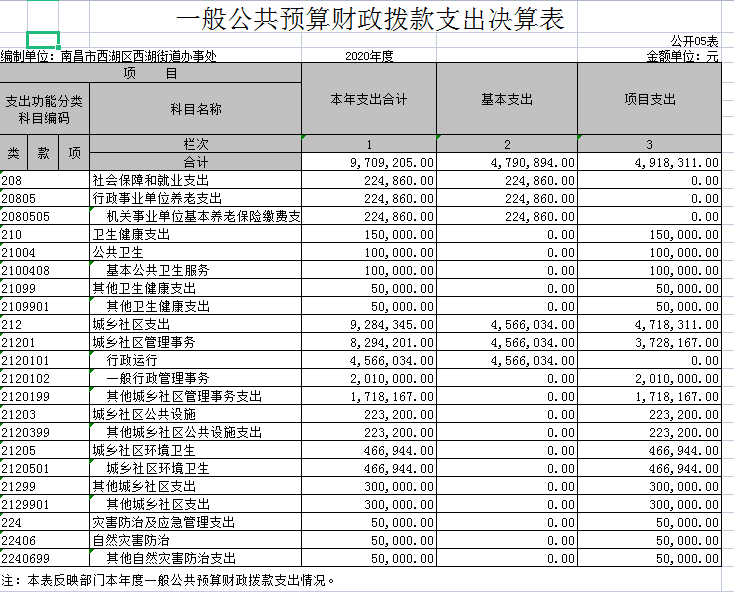 一般公共预算财政拨款支出决算表
公开05表
编制单位：南昌市西湖区西湖街道办事处 2020年度 金额单位：元
项 目 本年支出合计 基本支出 项目支出
支出功能分类科目编码 科目名称
类 款 项 栏次 1 2 3
合计 9,709,205.00 4,790,894.00 4,918,311.00
208 社会保障和就业支出 224,860.00 224,860.00 0.00
20805 行政事业单位养老支出 224,860.00 224,860.00 0.00
2080505 机关事业单位基本养老保险缴费支 224,860.00 224,860.00 0.00
210 卫生健康支出 150,000.00 0.00 150,000.00
21004 公共卫生 100,000.00 0.00 100,000.00
2100408 基本公共卫生服务 100,000.00 0.00 100,000.00
21099 其他卫生健康支出 50,000.00 0.00 50,000.00
2109901 其他卫生健康支出 50,000.00 0.00 50,000.00
212 城乡社区支出 9,284,345.00 4,566,034.00 4,718,311.00
21201 城乡社区管理事务 8,294,201.00 4,566,034.00 3,728,167.00
2120101 行政运行 4,566,034.00 4,566,034.00 0.00
2120102 一般行政管理事务 2,010,000.00 0.00 2,010,000.00
2120199 其他城乡社区管理事务支出 1,718,167.00 0.00 1,718,167.00
21203 城乡社区公共设施 223,200.00 0.00 223,200.00
2120399 其他城乡社区公共设施支出 223,200.00 0.00 223,200.00
21205 城乡社区环境卫生 466,944.00 0.00 466,944.00
2120501 城乡社区环境卫生 466,944.00 0.00 466,944.00
21299 其他城乡社区支出 300,000.00 0.00 300,000.00
2129901 其他城乡社区支出 300,000.00 0.00 300,000.00
224 灾害防治及应急管理支出 50,000.00 0.00 50,000.00
22406 自然灾害防治 50,000.00 0.00 50,000.00
2240699 其他自然灾害防治支出 50,000.00 0.00 50,000.00
注：本表反映部门本年度一般公共预算财政拨款支出情况。